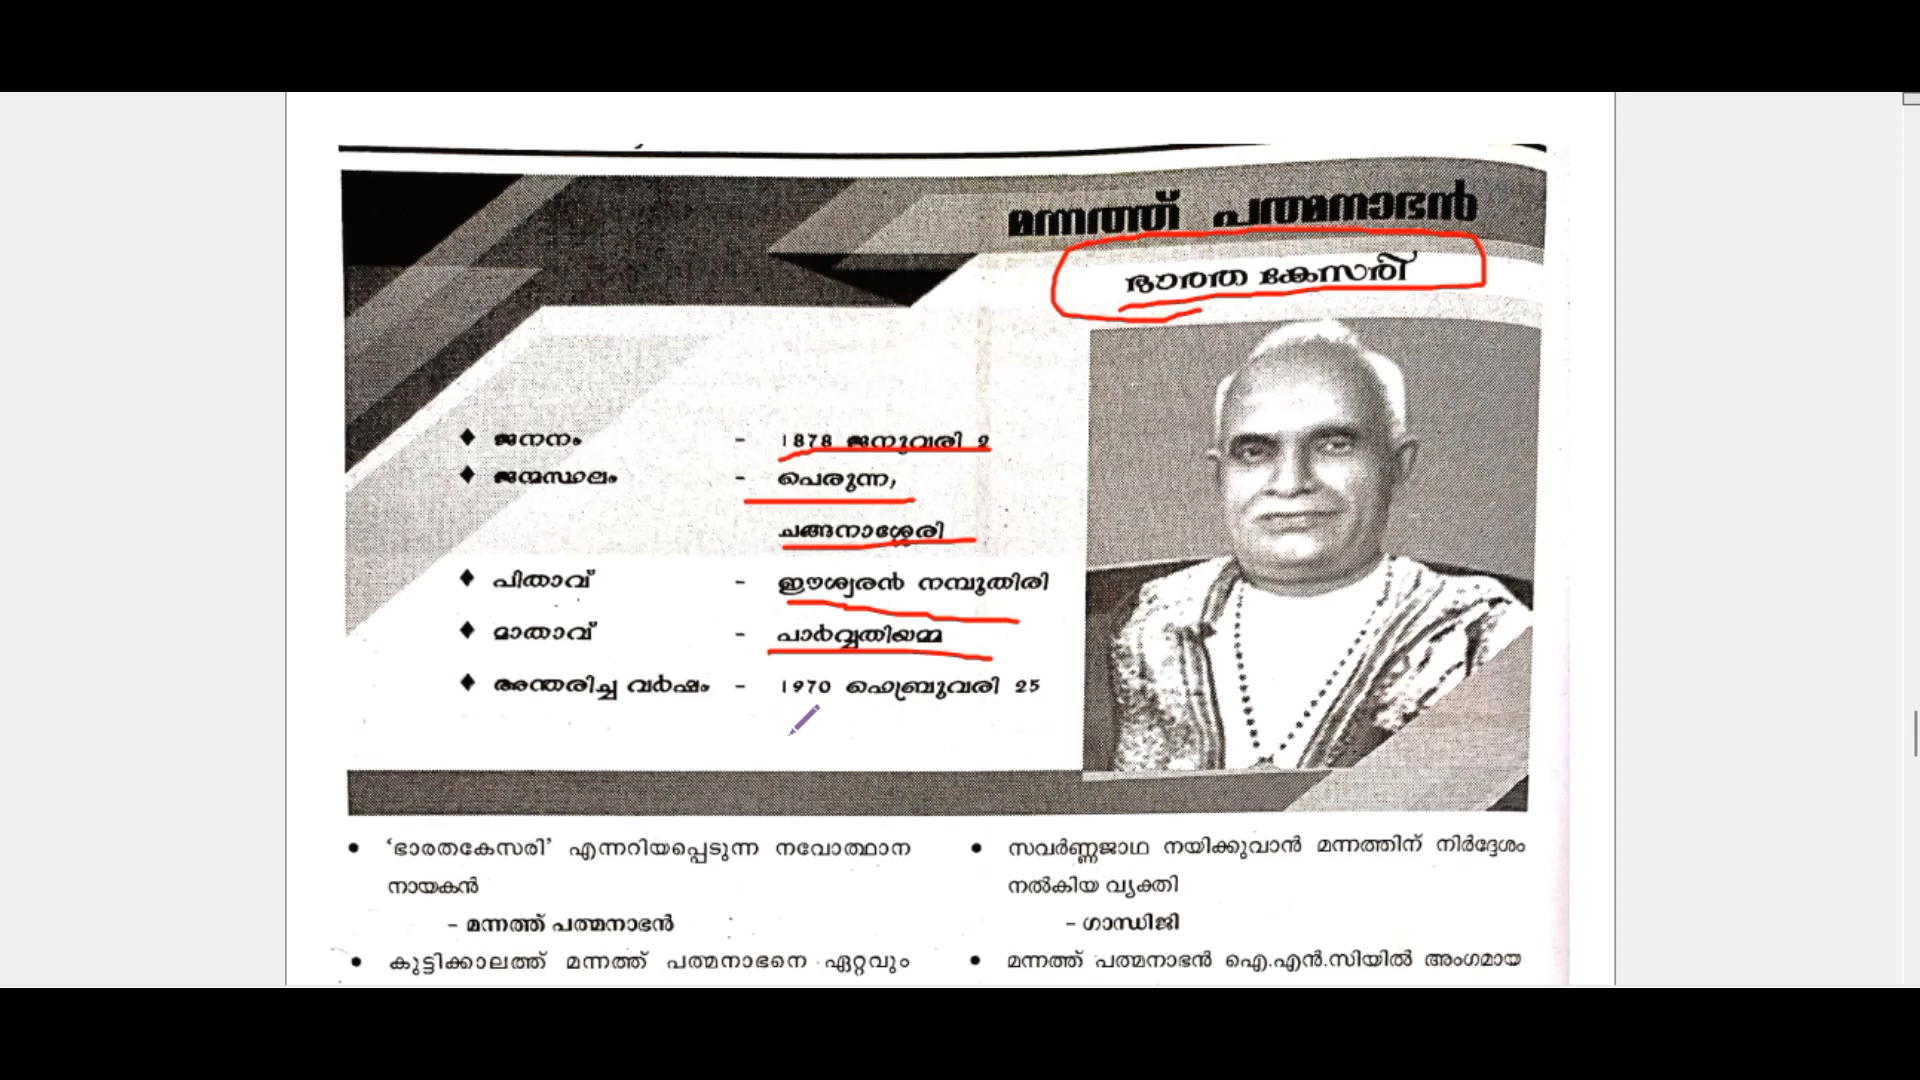 മന്നത്ത് പത്മനാഭൻ
ഭാരത കേസരി
♦ ജനനം - 1878 ജനുവരി 2
♦ ജന്മസ്ഥലം - പെരുന്ന,
ചങ്ങനാശ്ശേരി
♦ പിതാവ് - ഈശ്വരൻ നമ്പൂതിരി
♦ മാതാവ് - പാർവ്വതിയമ്മ
♦ അന്തരിച്ച വർഷം - 1970 ഫെബ്രുവരി 25
• 'ഭാരതകേസരി' എന്നറിയപ്പെടുന്ന നവോത്ഥാന
നായകൻ
- മന്നത്ത് പത്മനാഭൻ
• കുട്ടിക്കാലത്ത് മന്നത്ത് പത്മനാഭനെ ഏറ്റവും
• സവർണ്ണജാഥ നയിക്കുവാൻ മന്നത്തിന് നിർദ്ദേശം
നൽകിയ വ്യക്തി
- ഗാന്ധിജി
• മന്നത്ത് പത്മനാഭൻ ഐ.എൻ.സിയിൽ അംഗമായ